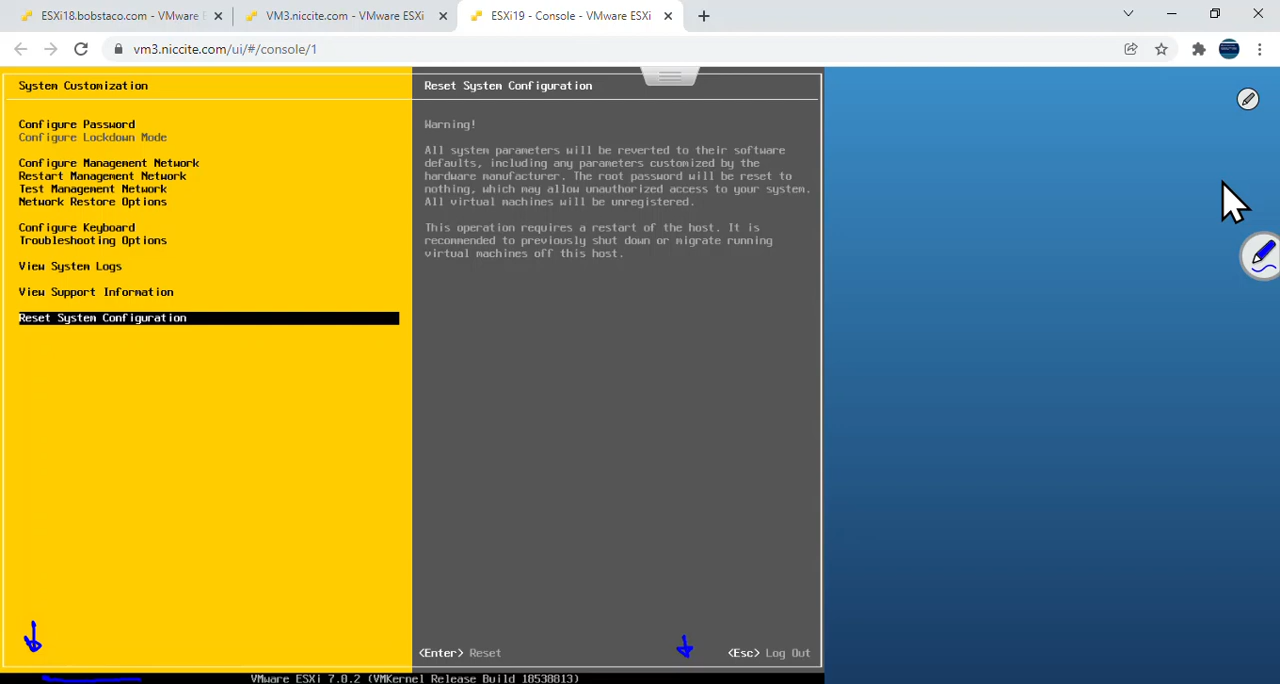 ESXi18.bobstaco.com - VMware E
VM3.niccite.com - VMware ESXi
ESXi19 - Console - VMware ESXi
vm3.niccite.com/ui/#/console/1
System Customization
Configure Password
Configure Lockdown Mode
Configure Management Network
Restart Management Network
Test Management Network
Network Restore Options
Configure Keyboard
Troubleshooting Options
View System Logs
View Support Information
Reset System Configuration
Reset System Configuration
Warning!
All system parameters will be reverted to their software
defaults, including any parameters customized by the
hardware manufacturer. The root password will be reset to
nothing, which may allow unauthorized access to your system.
All virtual machines will be unregistered.
This operation requires a restart of the host. It is
recommended to previously shut down or migrate running
virtual machines off this host.
<Enter> Reset
<Esc> Log Out
VMware ESXi 7.0.2 (VMKernel Release Build 18538813)